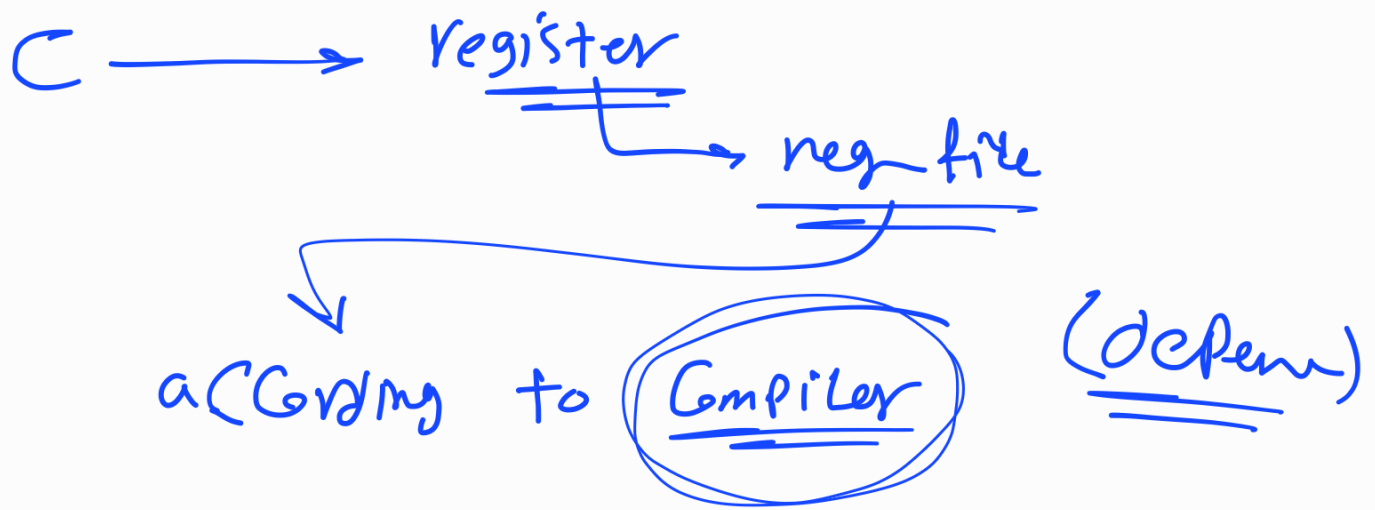 C → register
reg file
according to Compiler (Depen)